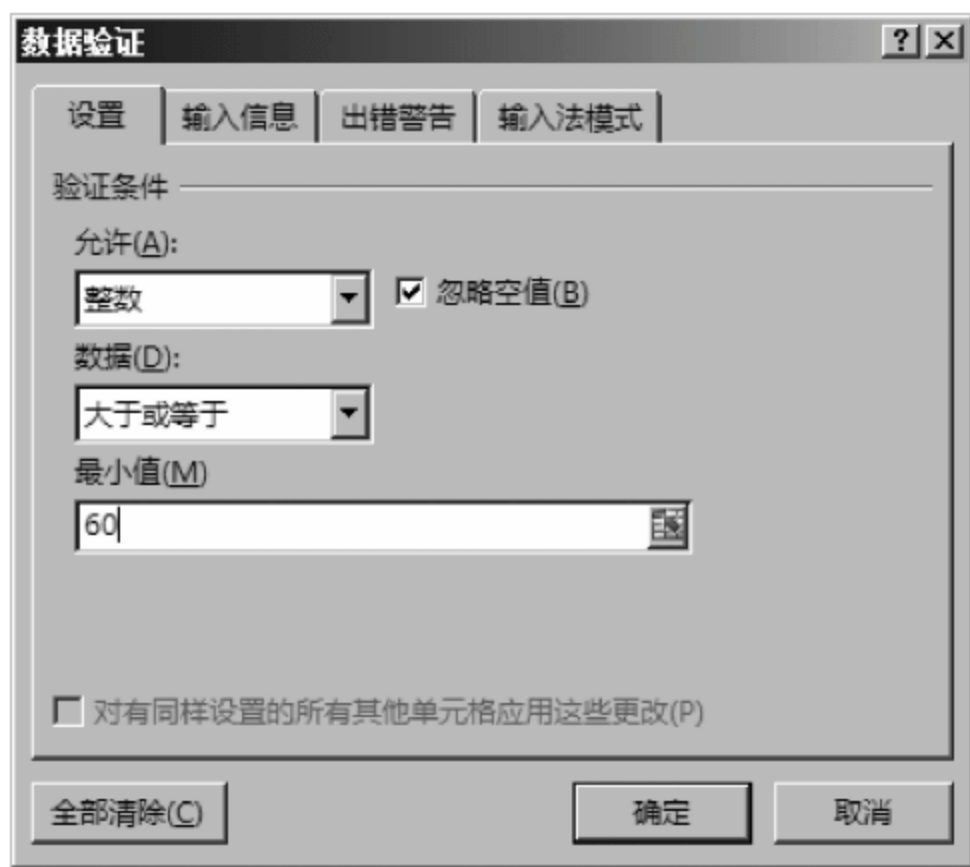 数据验证
设置 输入信息 出错警告 输入法模式
验证条件
允许(A):
整数 忽略空值(B)
数据(D):
大于或等于
最小值(M)
60
对有同样设置的所有其他单元格应用这些更改(P)
全部清除(C) 确定 取消